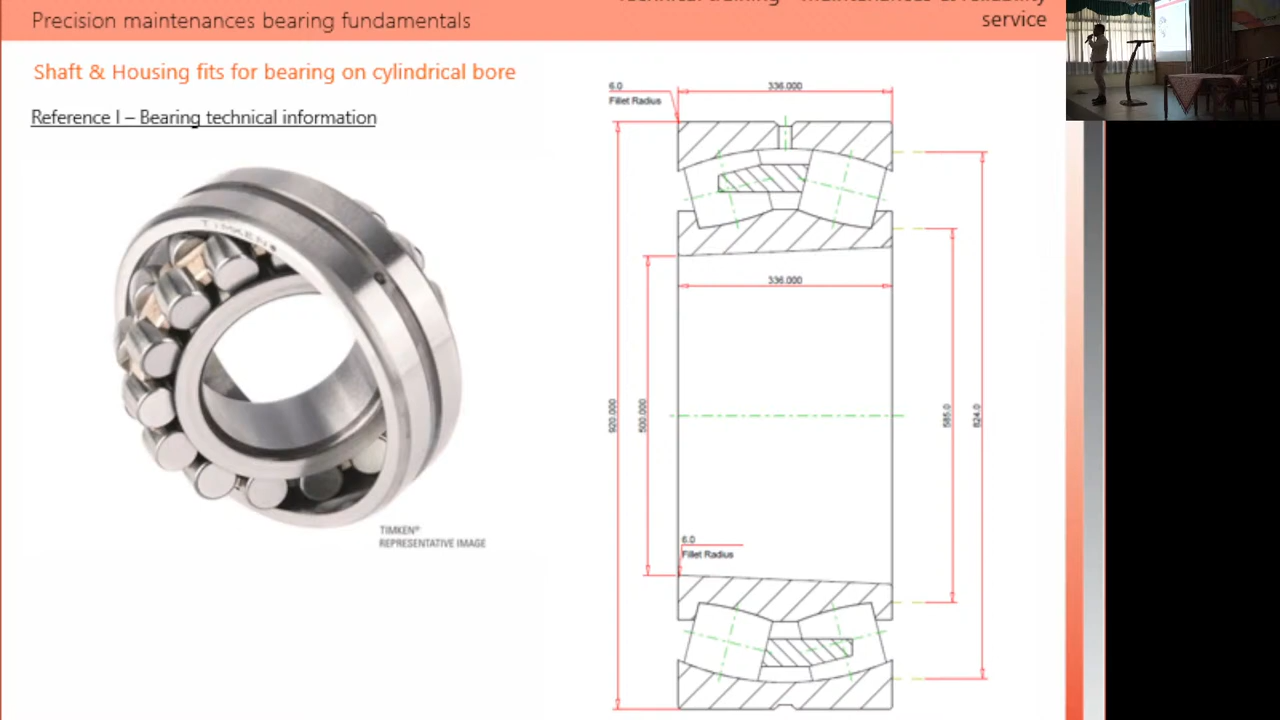 Precision maintenances bearing fundamentals
service
Shaft & Housing fits for bearing on cylindrical bore
Reference I – Bearing technical information
TIMKEN
TIMKEN®
REPRESENTATIVE IMAGE
6.0
Fillet Radius
336.000
336.000
920.000
500.000
585.0
824.0
6.0
Fillet Radius